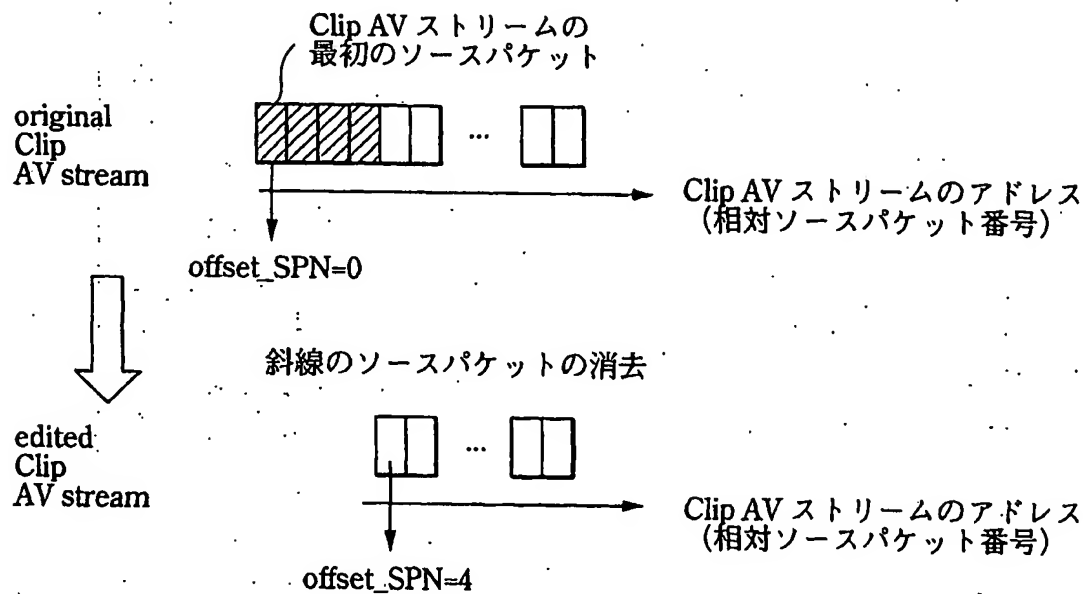 Clip AV ストリームの
最初のソースパケット
original
Clip
AV stream
...
Clip AV ストリームのアドレス
(相対ソースパケット番号)
offset_SPN=0
斜線のソースパケットの消去
edited
Clip
AV stream
...
Clip AV ストリームのアドレス
(相対ソースパケット番号)
offset_SPN=4